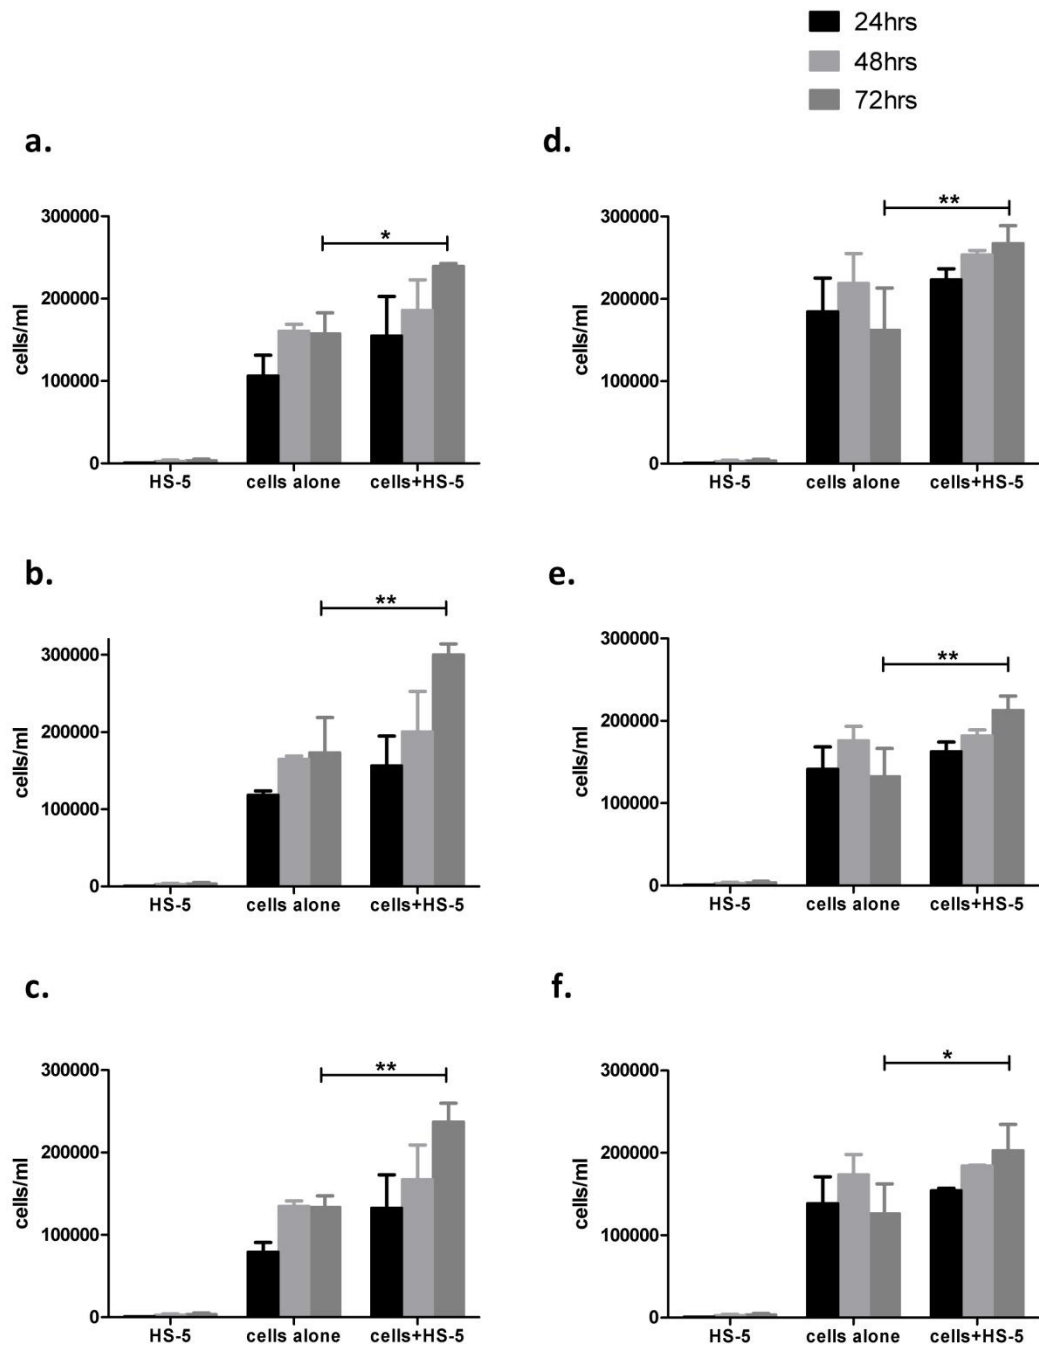 24hrs
48hrs
72hrs
a.
300000
200000
100000
0
cells/ml
*
HS-5 cells alone cells+HS-5
d.
300000
200000
100000
0
cells/ml
**
HS-5 cells alone cells+HS-5
b.
300000
200000
100000
0
cells/ml
**
HS-5 cells alone cells+HS-5
e.
300000
200000
100000
0
cells/ml
**
HS-5 cells alone cells+HS-5
c.
300000
200000
100000
0
cells/ml
**
HS-5 cells alone cells+HS-5
f.
300000
200000
100000
0
cells/ml
*
HS-5 cells alone cells+HS-5